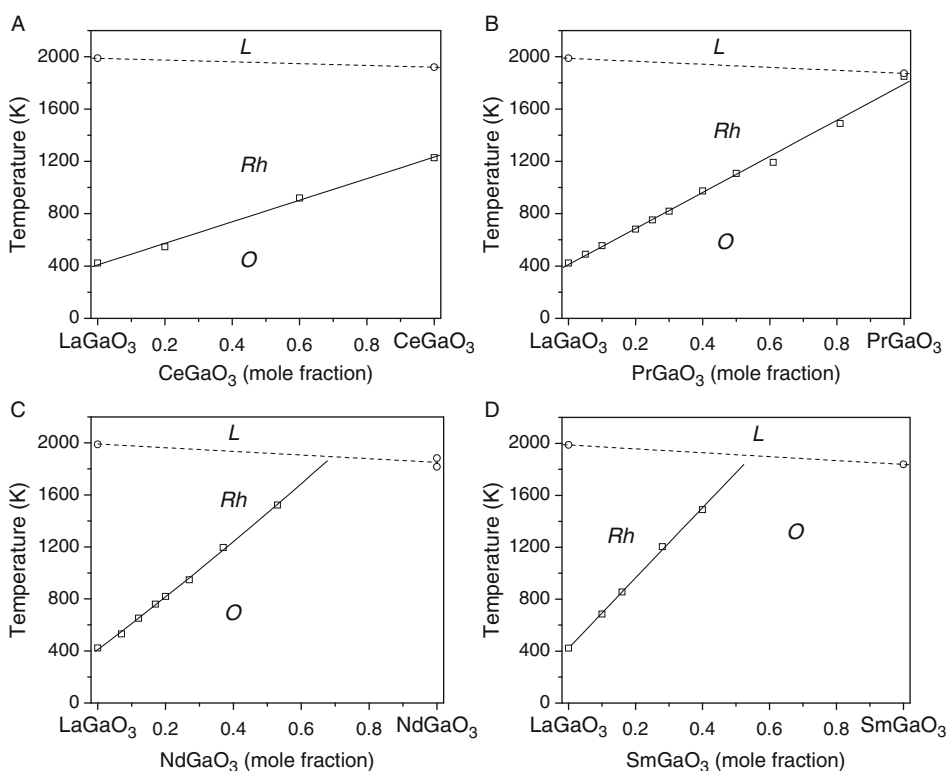 A
L
2000
1600
Rh
1200
800
O
400
0
Temperature (K)
LaGaO₃ 0.2 0.4 0.6 0.8 CeGaO₃
CeGaO₃ (mole fraction)
B
L
2000
1600
Rh
1200
800
O
400
0
Temperature (K)
LaGaO₃ 0.2 0.4 0.6 0.8 PrGaO₃
PrGaO₃ (mole fraction)
C
L
2000
1600
Rh
1200
800
O
400
0
Temperature (K)
LaGaO₃ 0.2 0.4 0.6 0.8 NdGaO₃
NdGaO₃ (mole fraction)
D
L
2000
1600
Rh
O
1200
800
400
0
Temperature (K)
LaGaO₃ 0.2 0.4 0.6 0.8 SmGaO₃
SmGaO₃ (mole fraction)